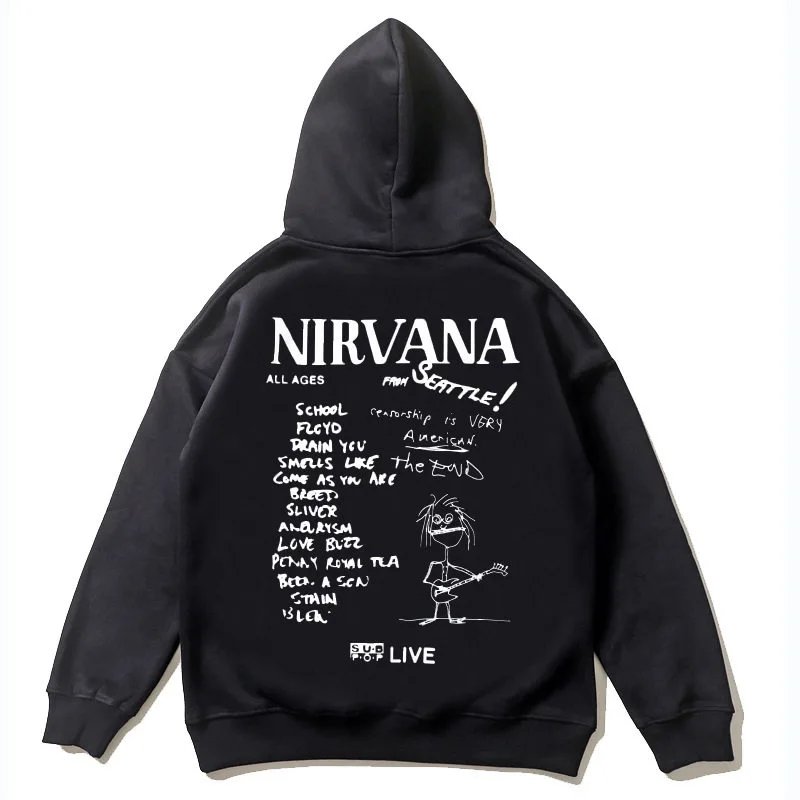 NIRVANA
ALL AGES
FROM SEATTLE!
SCHOOL
FLOYD
DRAIN YOU
SMELLS LIKE
COME AS YOU ARE
BREED
SLIVER
ANEURYSM
LOVE BUZZ
PENNY ROYAL TEA
BEEN A SON
STAIN
BLEW
censorship is VERY
American.
the END
SUB
POP
LIVE